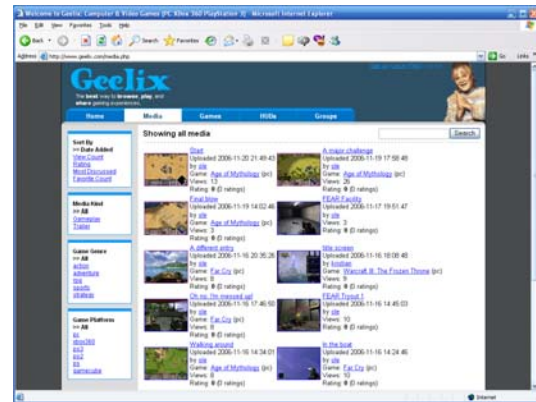 Welcome to Geelix, Computer & Video Games [PC XBox 360 PlayStation 3] - Microsoft Internet Explorer
File Edit View Favorites Tools Help
Back Search Favorites
Address http://www.geelix.com/media.php Go Links
Geelix
The best way to browse, play, and
share gaming experiences.
Home Media Games HUDs Groups
Showing all media Search
Sort By
>> Date Added
View Count
Rating
Most Discussed
Favorite Count
Media Kind
>> All
Gameplay
Trailer
Game Genre
>> All
action
adventure
rpg
sports
strategy
Game Platform
>> All
pc
xbox360
ps3
ps2
ps
gamecube
Start
Uploaded 2006-11-20 21:49:43
by ole
Game: Age of Mythology (pc)
Views: 13
Rating: 0 (0 ratings)
A major challenge
Uploaded 2006-11-19 17:58:48
by ole
Game: Age of Mythology (pc)
Views: 26
Rating: 0 (0 ratings)
Final blow
Uploaded 2006-11-19 14:02:46
by ole
Game: Age of Mythology (pc)
Views: 3
Rating: 0 (0 ratings)
FEAR Facility
Uploaded 2006-11-17 19:51:47
by ole
Views: 3
Rating: 0 (0 ratings)
A different entry
Uploaded 2006-11-16 20:35:26
by ole
Game: Far Cry (pc)
Views: 8
Rating: 0 (0 ratings)
title screen
Uploaded 2006-11-16 18:08:48
by kristian
Game: Warcraft III: The Frozen Throne (pc)
Views: 9
Rating: 0 (0 ratings)
Oh no, I'm messed up!
Uploaded 2006-11-16 17:46:50
by ole
Game: Far Cry (pc)
Views: 8
Rating: 0 (0 ratings)
FEAR Tryout 1
Uploaded 2006-11-16 14:45:03
by ole
Views: 10
Rating: 0 (0 ratings)
Walking around
Uploaded 2006-11-16 14:34:01
by ole
Game: Age of Mythology (pc)
Views: 8
Rating: 0 (0 ratings)
In the boat
Uploaded 2006-11-16 14:24:46
by ole
Game: Far Cry (pc)
Views: 8
Rating: 0 (0 ratings)
Internet